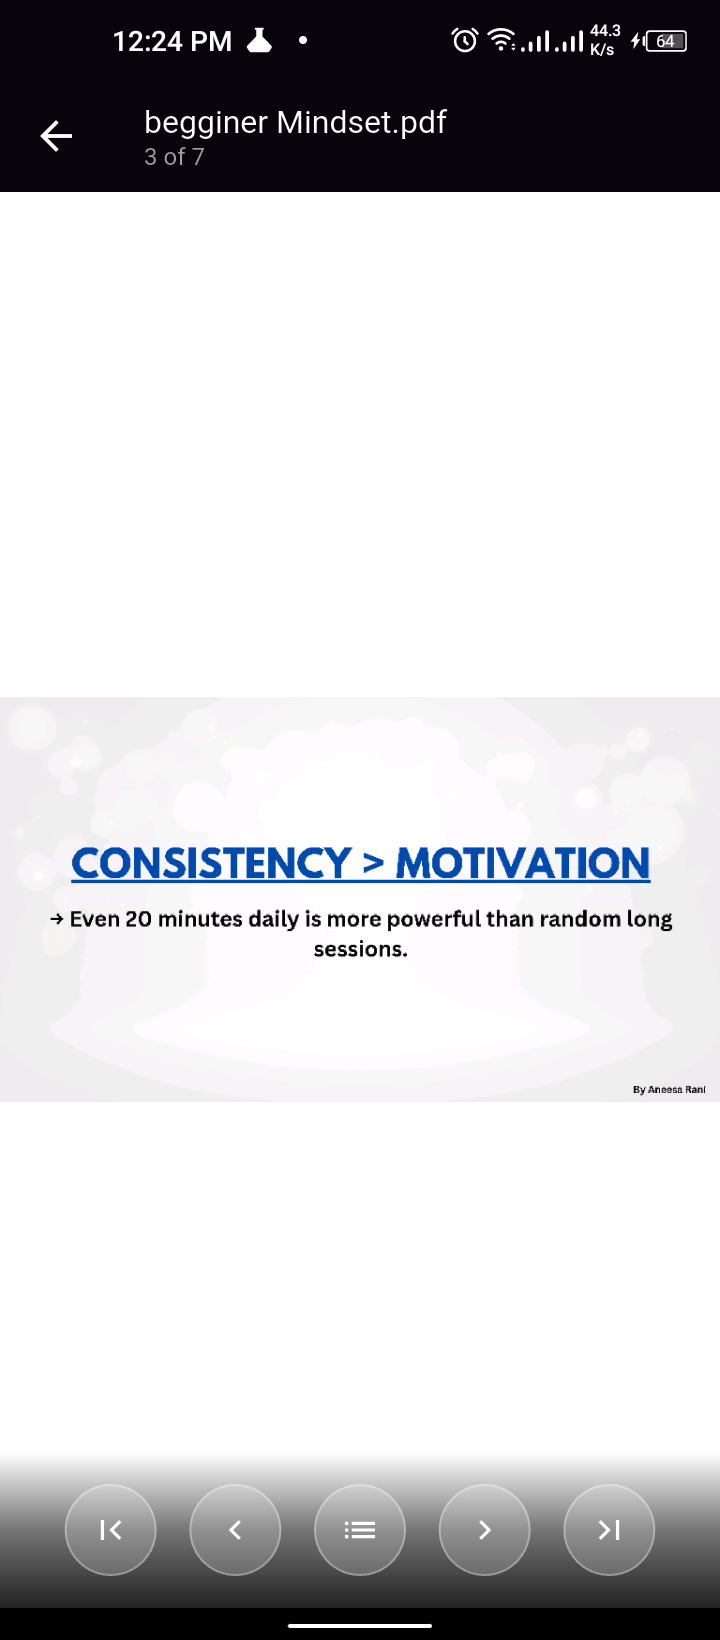 12:24 PM
44.3
K/s
64
begginer Mindset.pdf
3 of 7
CONSISTENCY > MOTIVATION
→ Even 20 minutes daily is more powerful than random long
sessions.
By Aneesa Rani